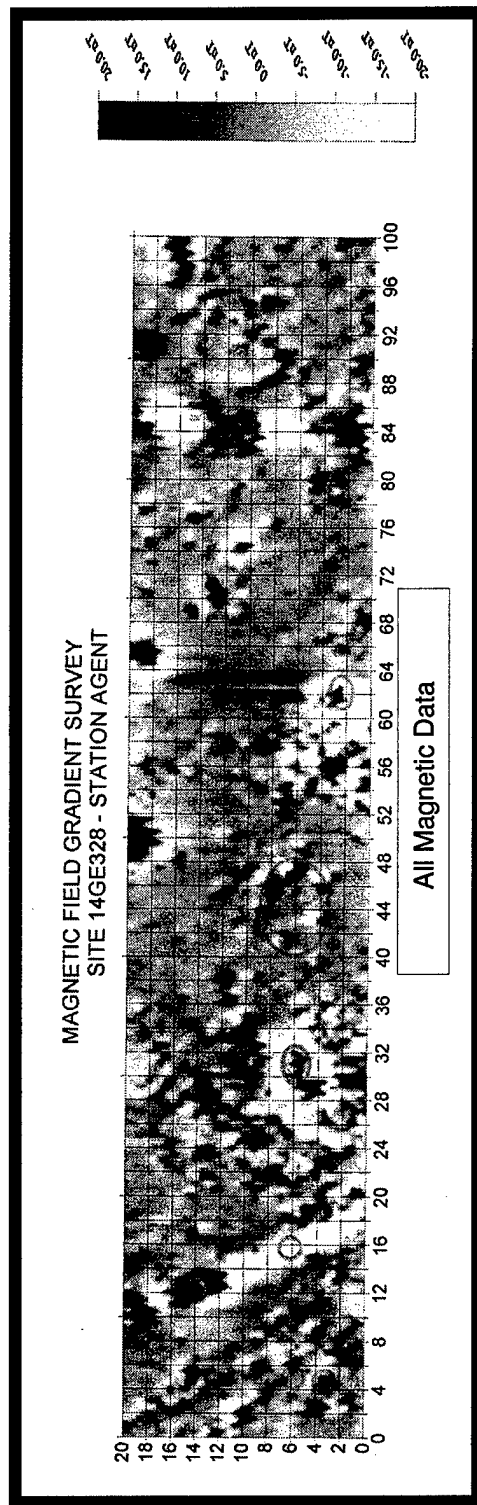 MAGNETIC FIELD GRADIENT SURVEY
SITE 14GE328 - STATION AGENT
20.0 nT
15.0 nT
10.0 nT
5.0 nT
0.0 nT
-5.0 nT
-10.0 nT
-15.0 nT
-20.0 nT
20
18
16
14
12
10
8
6
4
2
0
0 4 8 12 16 20 24 28 32 36 40 44 48 52 56 60 64 68 72 76 80 84 88 92 96 100
All Magnetic Data